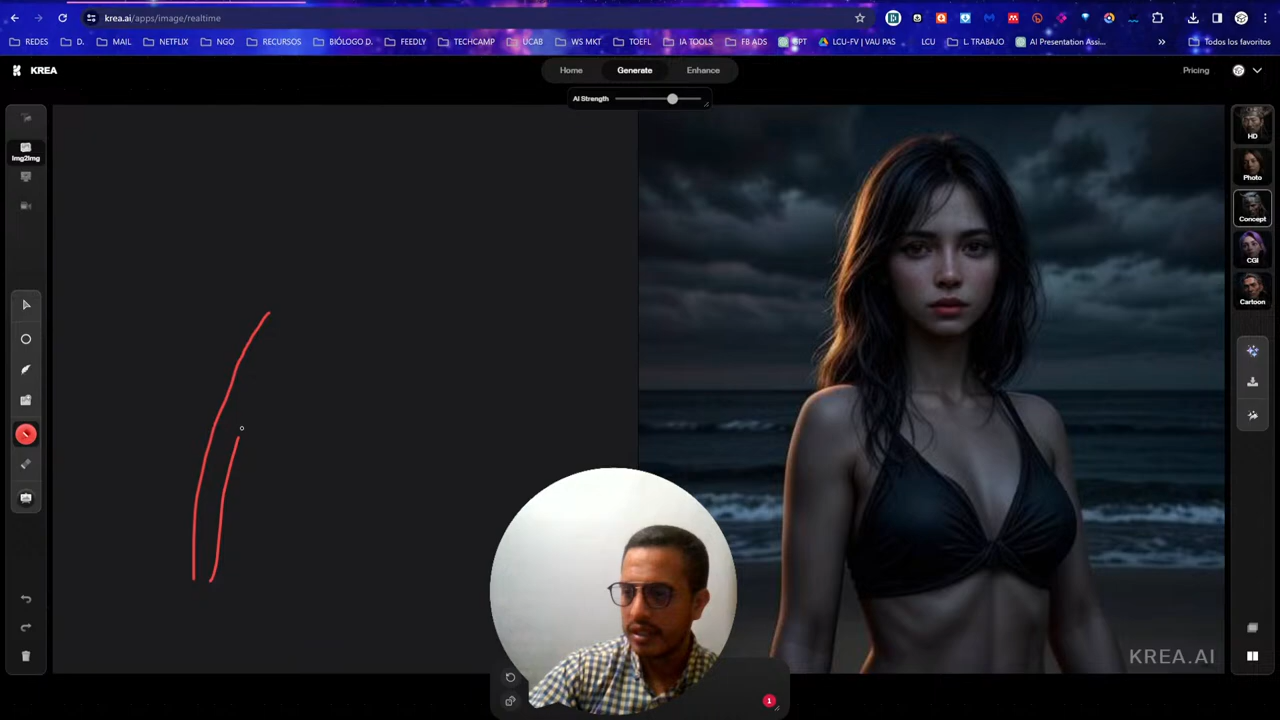 krea.ai/apps/image/realtime
REDES D. MAIL NETFLIX NGO RECURSOS BIÓLOGO D. FEEDLY TECHCAMP UCAB WS MKT TOEFL IA TOOLS FB ADS GPT LCU-FV | VAU PAS LCU L. TRABAJO AI Presentation Assi... » Todos los favoritos
KREA Home Generate Enhance Pricing
AI Strength
HD
Img2Img
Photo
Concept
CGI
Cartoon
KREA.AI
1